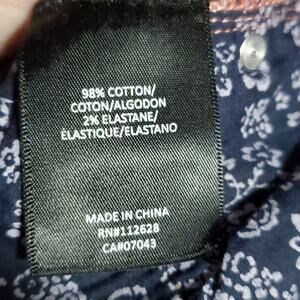 98% COTTON/
COTON/ALGODON
2% ELASTANE/
ÉLASTIQUE/ELASTANO
MADE IN CHINA
RN#112628
CA#07043